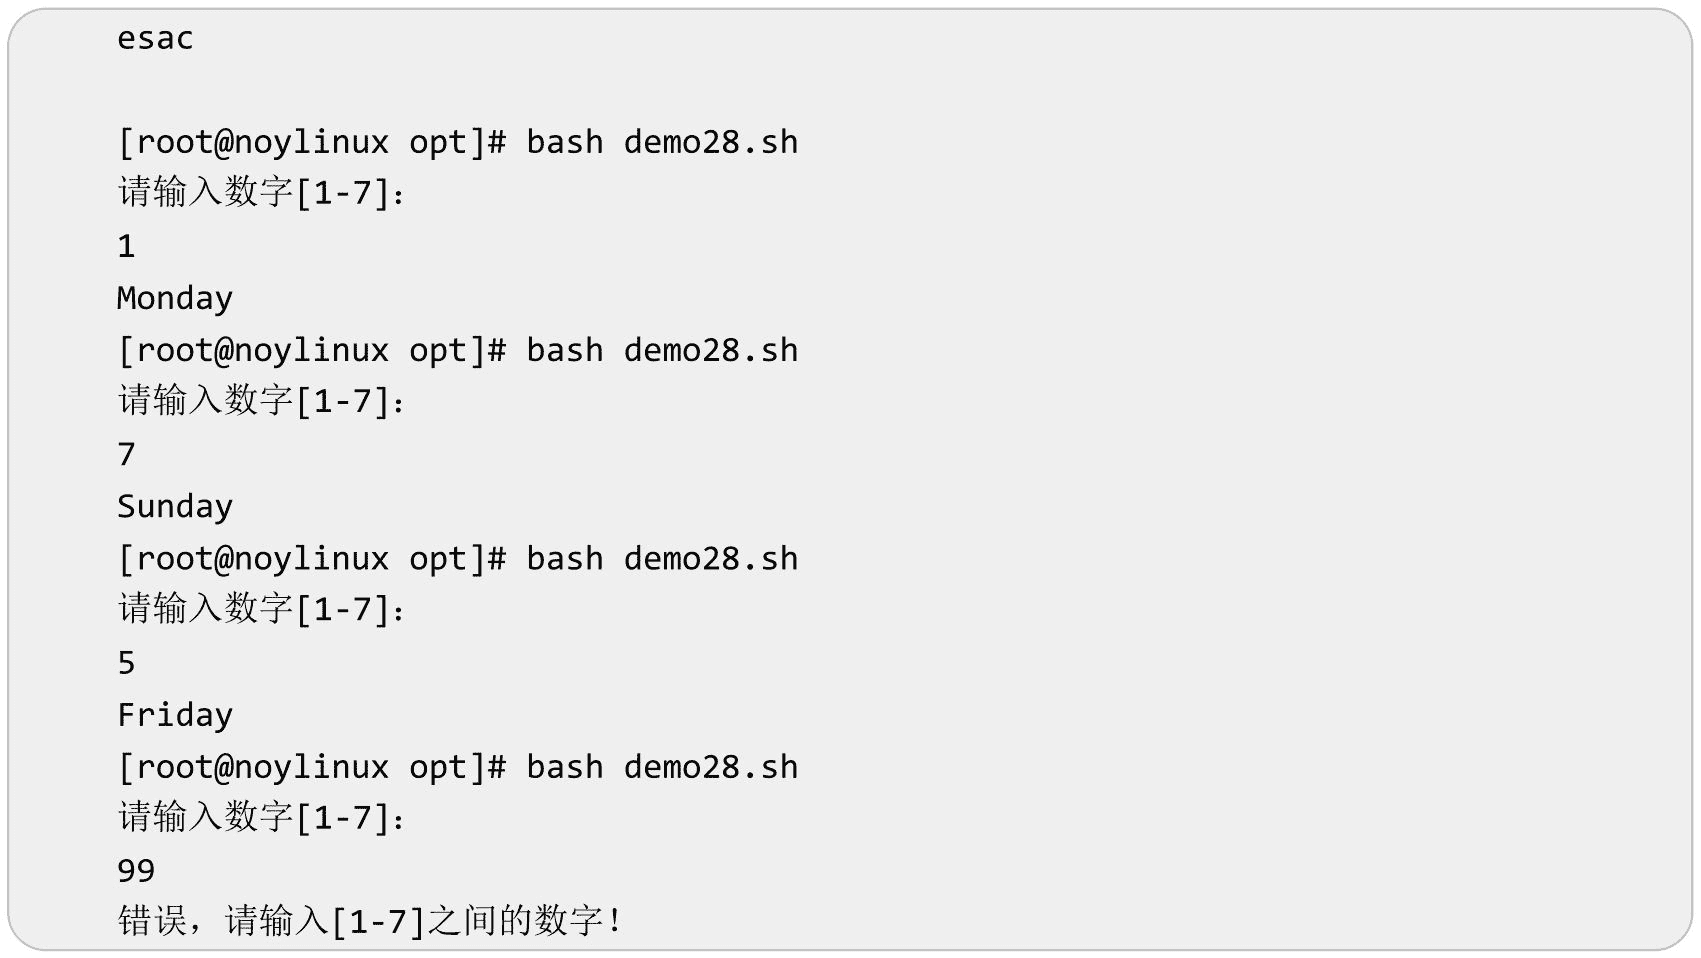 esac
[root@noylinux opt]# bash demo28.sh
请输入数字[1-7]：
1
Monday
[root@noylinux opt]# bash demo28.sh
请输入数字[1-7]：
7
Sunday
[root@noylinux opt]# bash demo28.sh
请输入数字[1-7]：
5
Friday
[root@noylinux opt]# bash demo28.sh
请输入数字[1-7]：
99
错误，请输入[1-7]之间的数字！